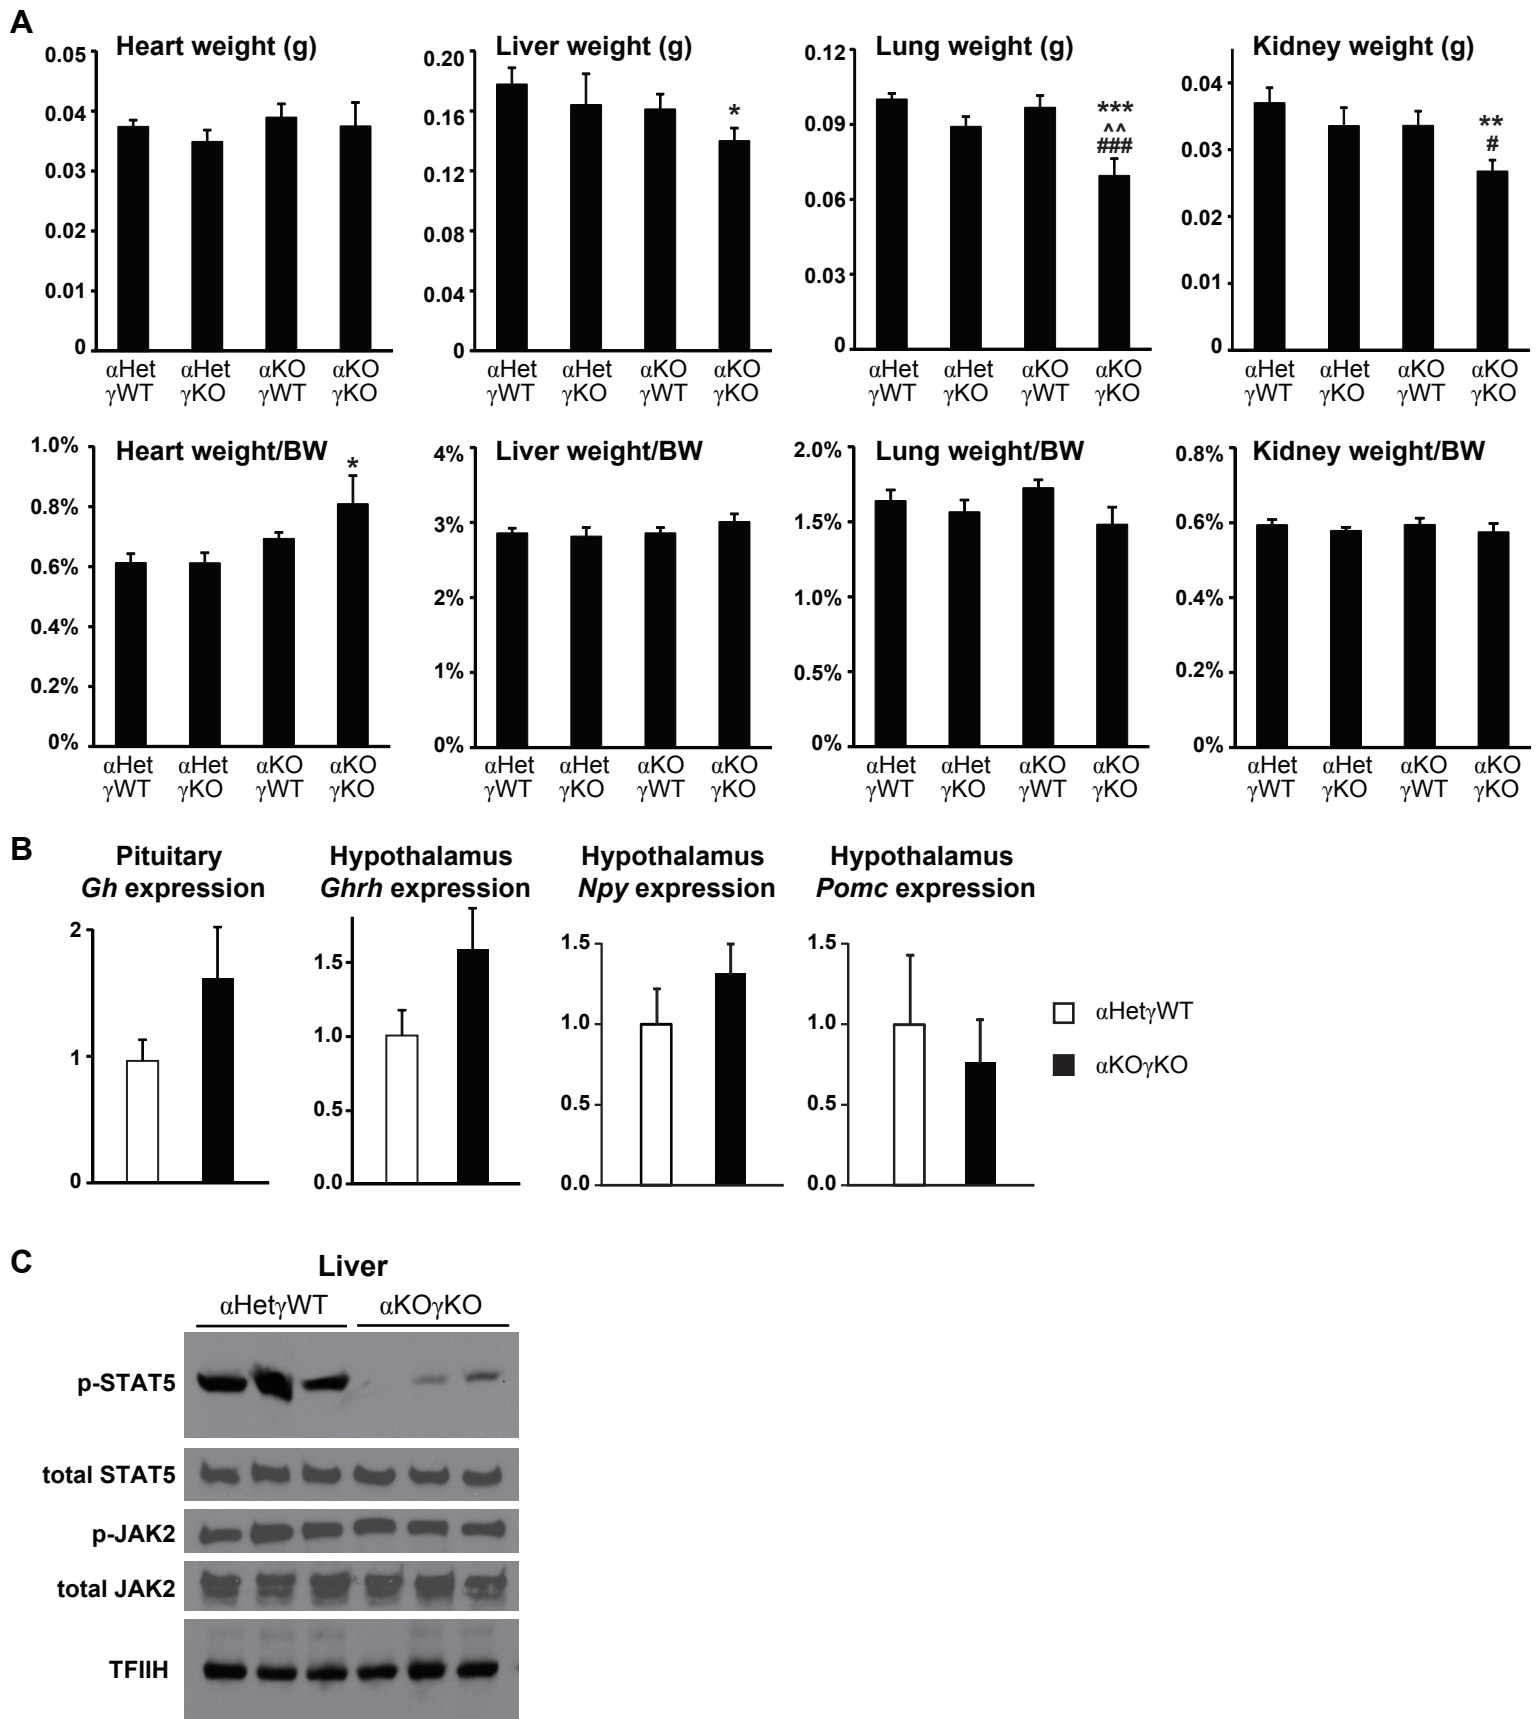 A
Heart weight (g)
0.05
0.04
0.03
0.02
0.01
0
αHet αHet αKO αKO
γWT γKO γWT γKO
Liver weight (g)
0.20
0.16
0.12
0.08
0.04
0
*
αHet αHet αKO αKO
γWT γKO γWT γKO
Lung weight (g)
0.12
0.09
0.06
0.03
0
***
^^
###
αHet αHet αKO αKO
γWT γKO γWT γKO
Kidney weight (g)
0.04
0.03
0.02
0.01
0
**
#
αHet αHet αKO αKO
γWT γKO γWT γKO
Heart weight/BW
1.0%
0.8%
0.6%
0.4%
0.2%
0%
*
αHet αHet αKO αKO
γWT γKO γWT γKO
Liver weight/BW
4%
3%
2%
1%
0%
αHet αHet αKO αKO
γWT γKO γWT γKO
Lung weight/BW
2.0%
1.5%
1.0%
0.5%
0%
αHet αHet αKO αKO
γWT γKO γWT γKO
Kidney weight/BW
0.8%
0.6%
0.4%
0.2%
0%
αHet αHet αKO αKO
γWT γKO γWT γKO
B
Pituitary
Gh expression
2
1
0
Hypothalamus
Ghrh expression
1.5
1.0
0.5
0.0
Hypothalamus
Npy expression
1.5
1.0
0.5
0.0
Hypothalamus
Pomc expression
1.5
1.0
0.5
0.0
αHetγWT
αKOγKO
C
Liver
αHetγWT αKOγKO
p-STAT5
total STAT5
p-JAK2
total JAK2
TFIIH